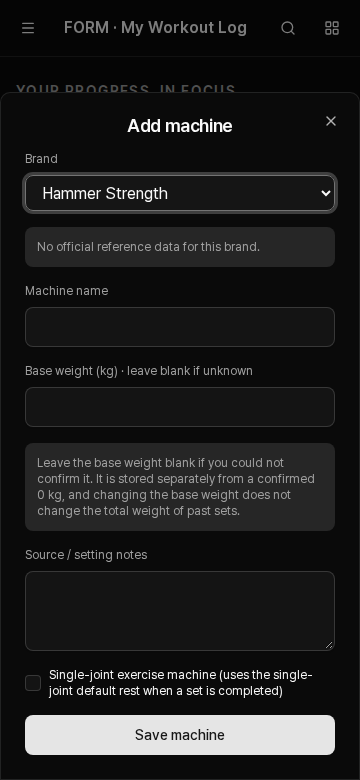 FORM · My Workout Log
YOUR PROGRESS, IN FOCUS
Add machine
Brand
Hammer Strength
No official reference data for this brand.
Machine name
Base weight (kg) · leave blank if unknown
Leave the base weight blank if you could not
confirm it. It is stored separately from a confirmed
0 kg, and changing the base weight does not
change the total weight of past sets.
Source / setting notes
Single-joint exercise machine (uses the single-
joint default rest when a set is completed)
Save machine